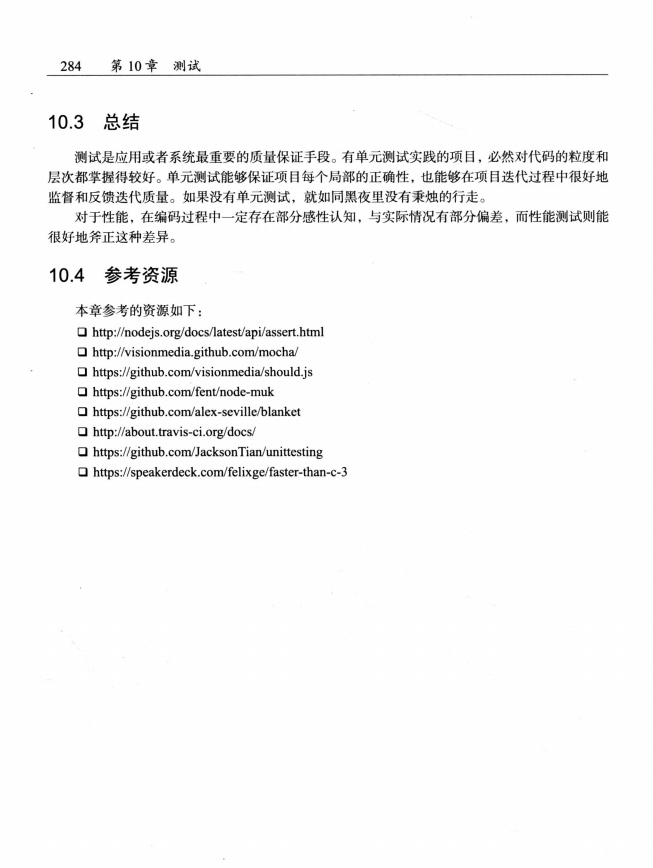 284 第 10 章 测试
10.3 总结
测试是应用或者系统最重要的质量保证手段。有单元测试实践的项目，必然对代码的粒度和
层次都掌握得较好。单元测试能够保证项目每个局部的正确性，也能够在项目迭代过程中很好地
监督和反馈迭代质量。如果没有单元测试，就如同黑夜里没有秉烛的行走。
对于性能，在编码过程中一定存在部分感性认知，与实际情况有部分偏差，而性能测试则能
很好地斧正这种差异。
10.4 参考资源
本章参考的资源如下：
❑ http://nodejs.org/docs/latest/api/assert.html
❑ http://visionmedia.github.com/mocha/
❑ https://github.com/visionmedia/should.js
❑ https://github.com/fent/node-muk
❑ https://github.com/alex-seville/blanket
❑ http://about.travis-ci.org/docs/
❑ https://github.com/JacksonTian/unittesting
❑ https://speakerdeck.com/felixge/faster-than-c-3